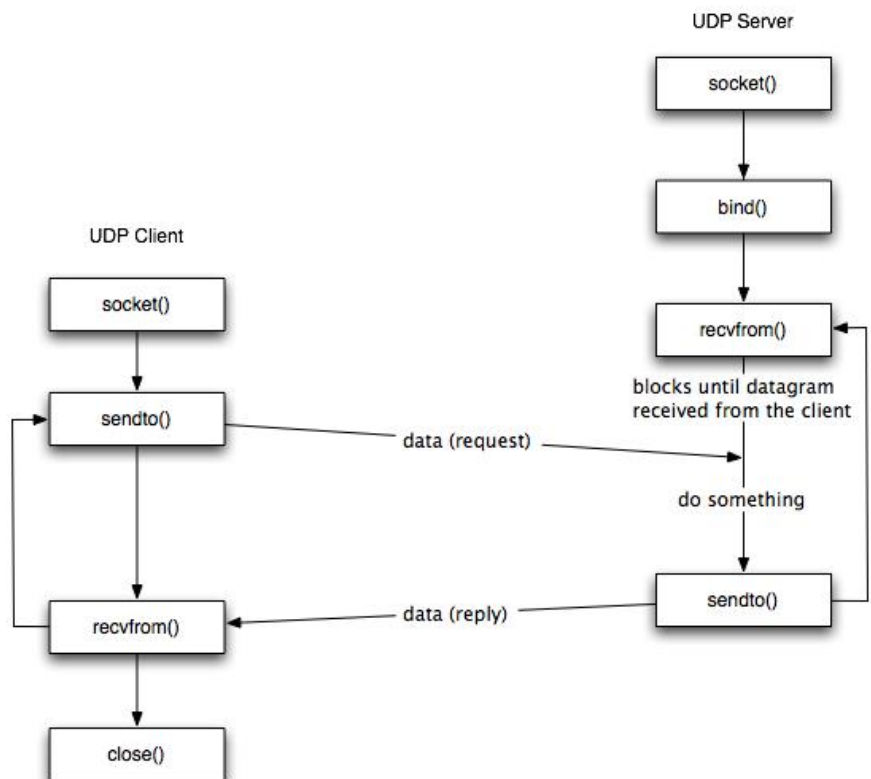 UDP Server
socket()
bind()
UDP Client
socket()
recvfrom()
blocks until datagram
received from the client
sendto()
data (request)
do something
sendto()
data (reply)
recvfrom()
close()